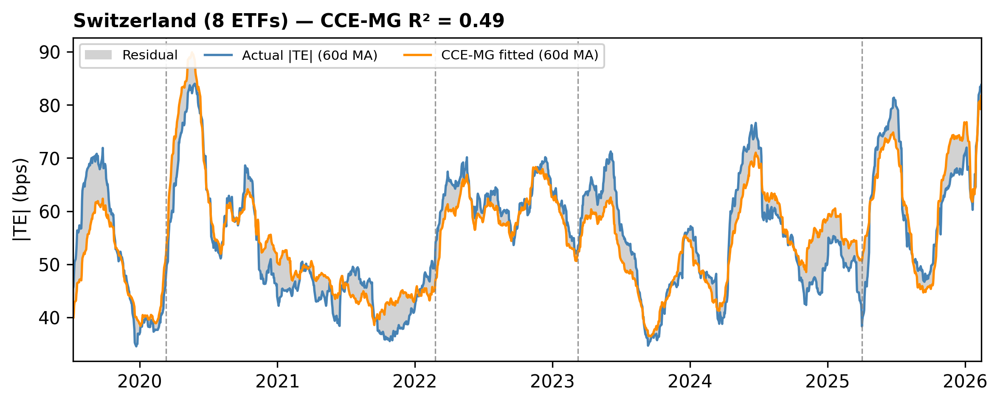 Switzerland (8 ETFs) — CCE-MG R² = 0.49
Residual
Actual |TE| (60d MA)
CCE-MG fitted (60d MA)
|TE| (bps)
90
80
70
60
50
40
2020
2021
2022
2023
2024
2025
2026